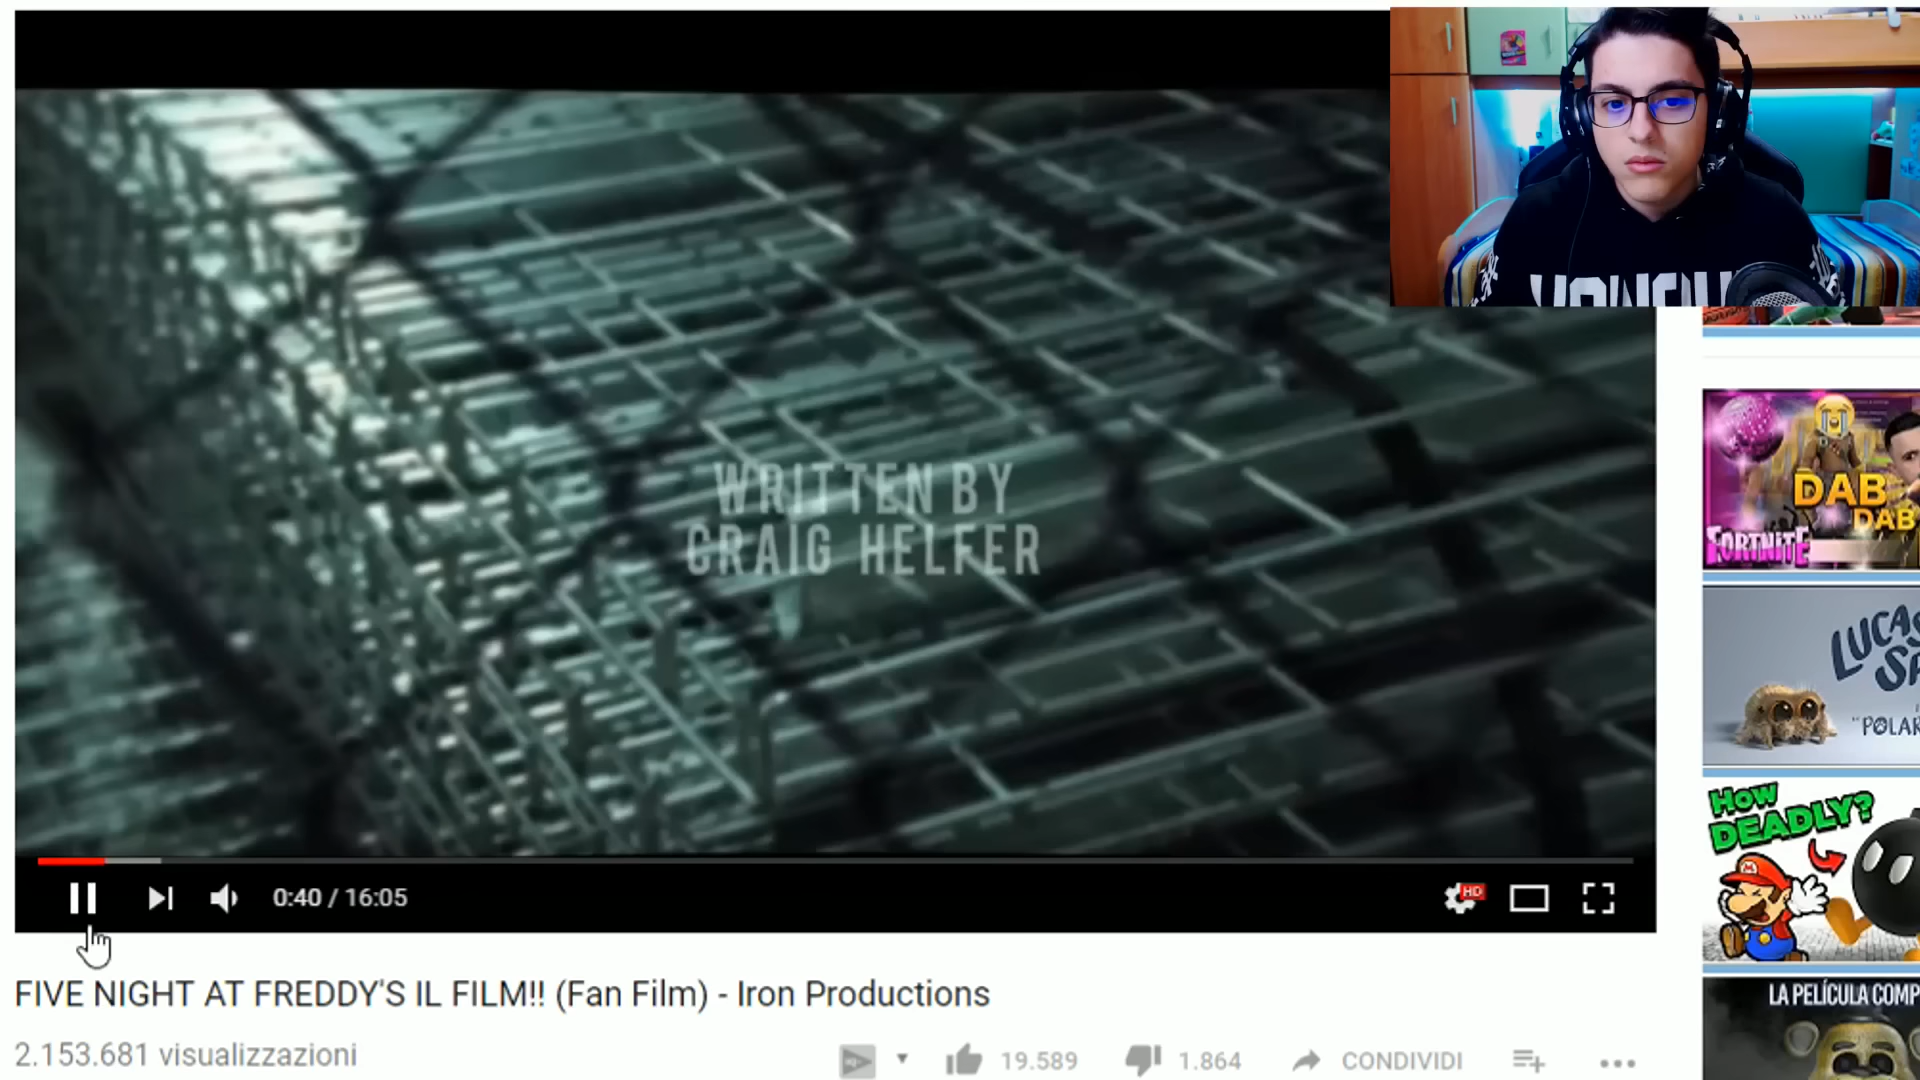 WRITTEN BY
CRAIG HELFER
0:40 / 16:05
HD
FIVE NIGHT AT FREDDY'S IL FILM!! (Fan Film) - Iron Productions
2.153.681 visualizzazioni
19.589
1.864
CONDIVIDI
DAB
DAB
FORTNITE
LUCAS
"POLAR
HOW
DEADLY?
LA PELÍCULA COMP